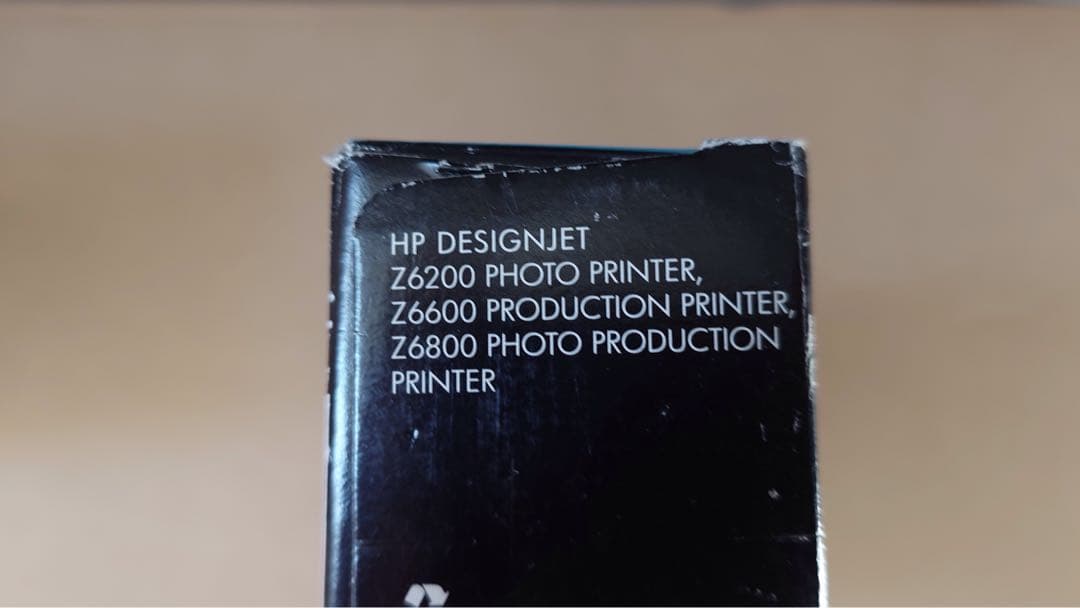 HP DESIGNJET
Z6200 PHOTO PRINTER,
Z6600 PRODUCTION PRINTER,
Z6800 PHOTO PRODUCTION
PRINTER